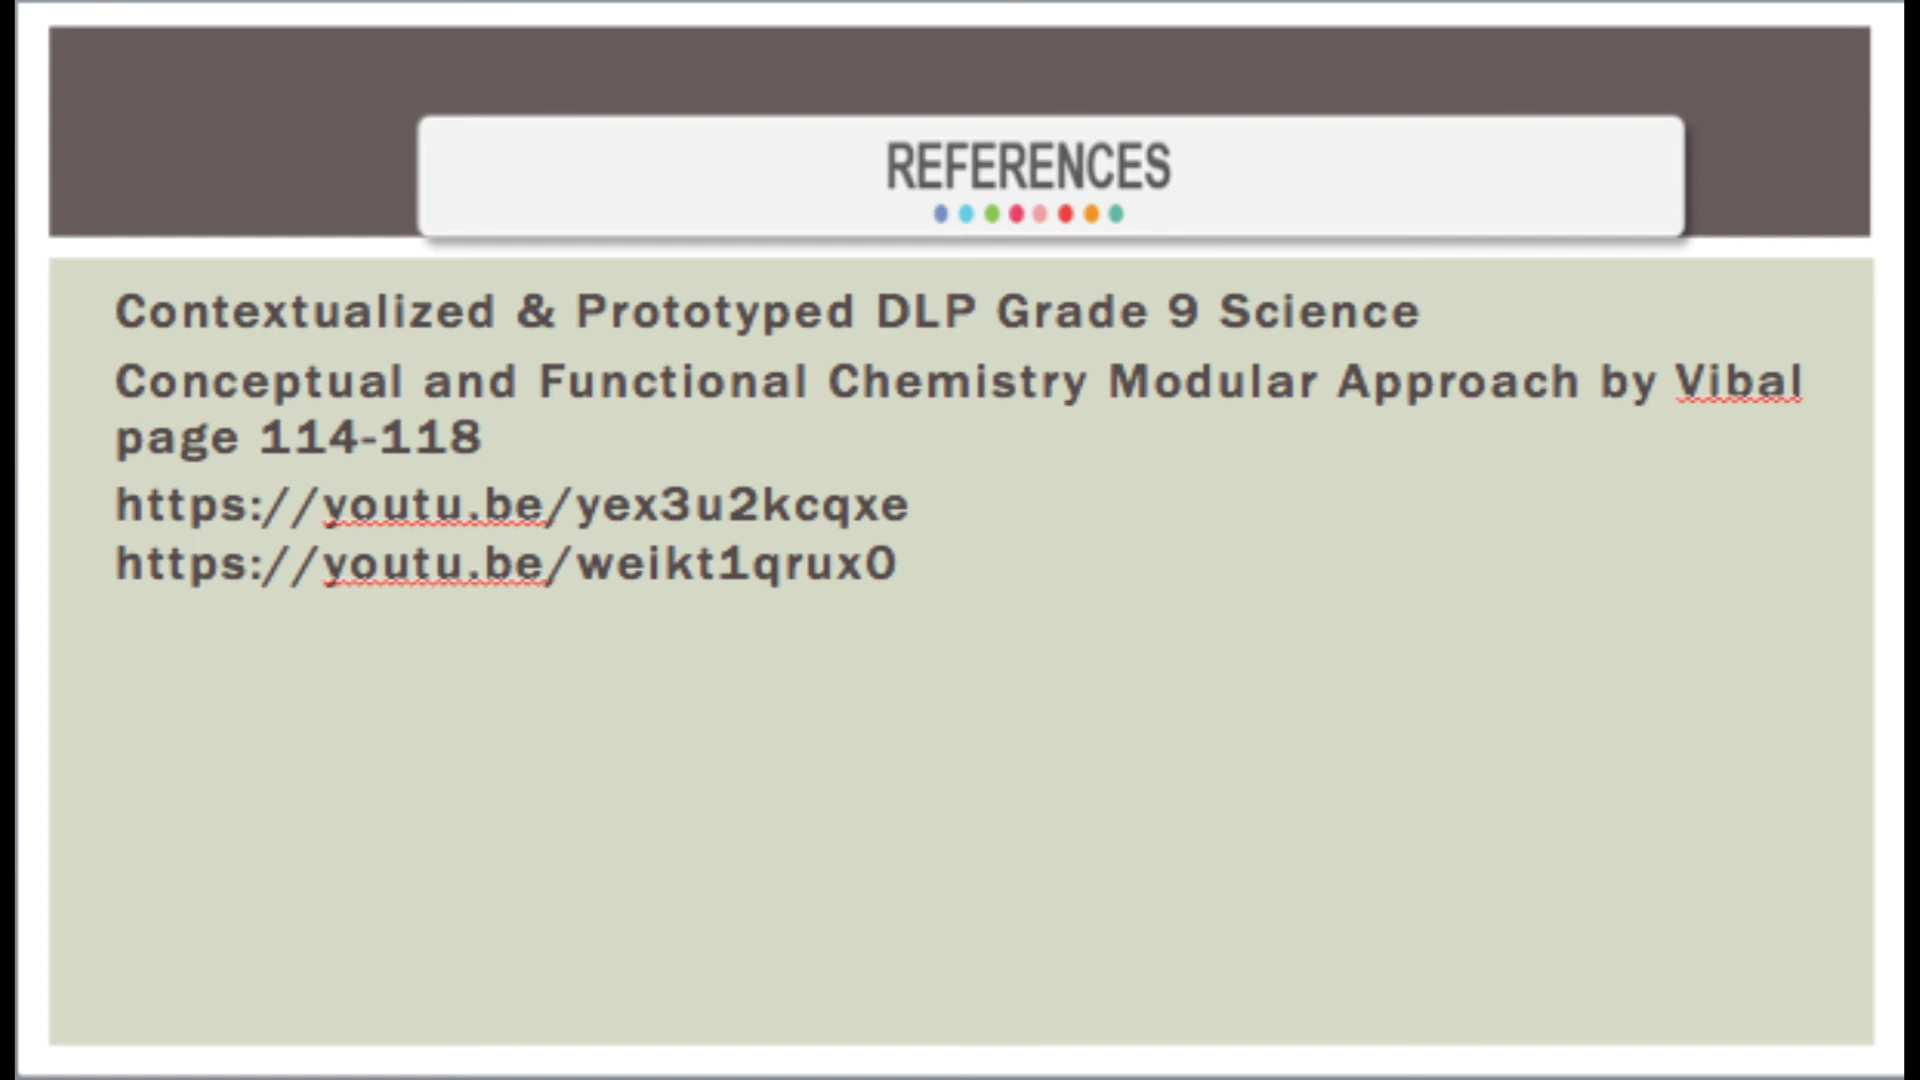 REFERENCES
Contextualized & Prototyped DLP Grade 9 Science
Conceptual and Functional Chemistry Modular Approach by Vibal
page 114-118
https://youtu.be/yex3u2kcqxe
https://youtu.be/weikt1qrux0